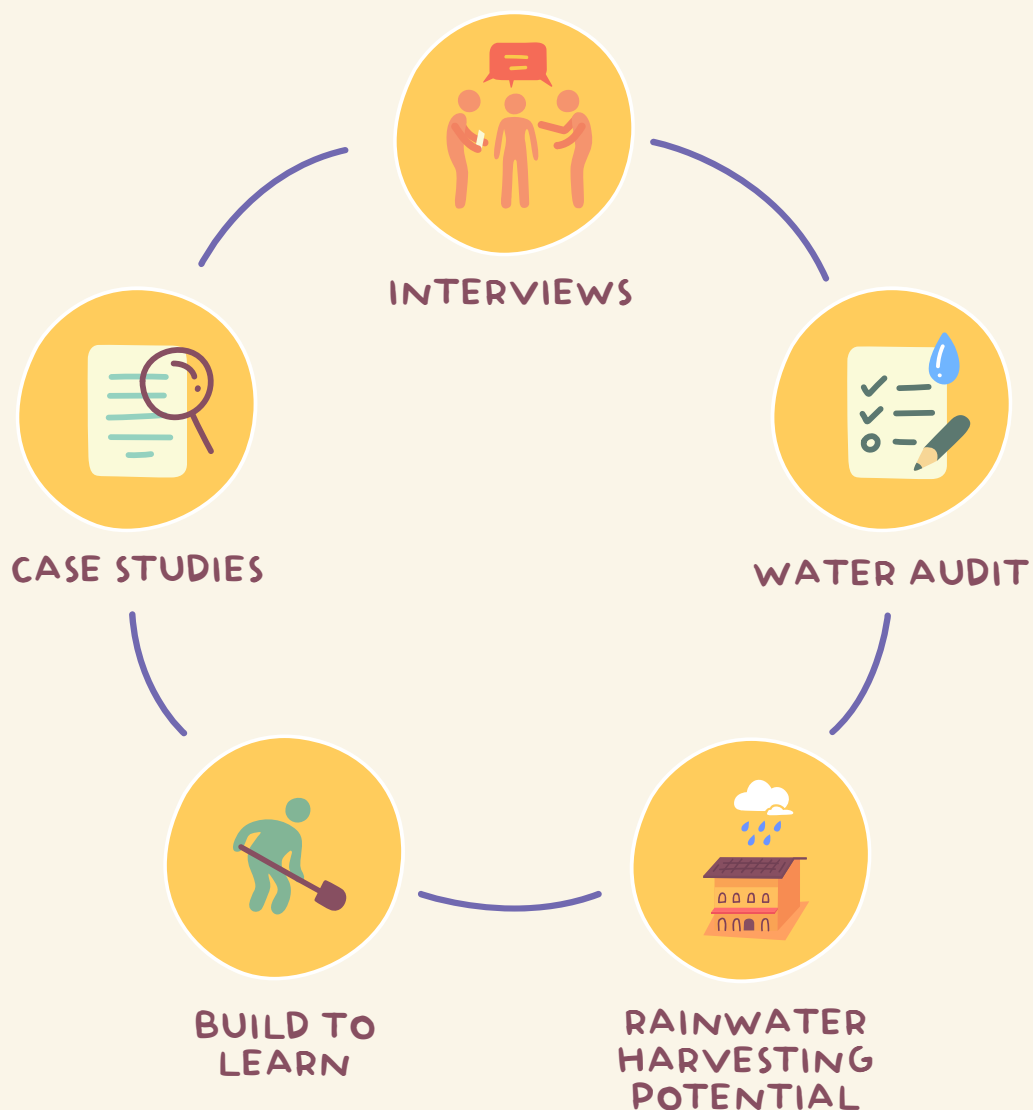 INTERVIEWS
CASE STUDIES
WATER AUDIT
BUILD TO
LEARN
RAINWATER
HARVESTING
POTENTIAL